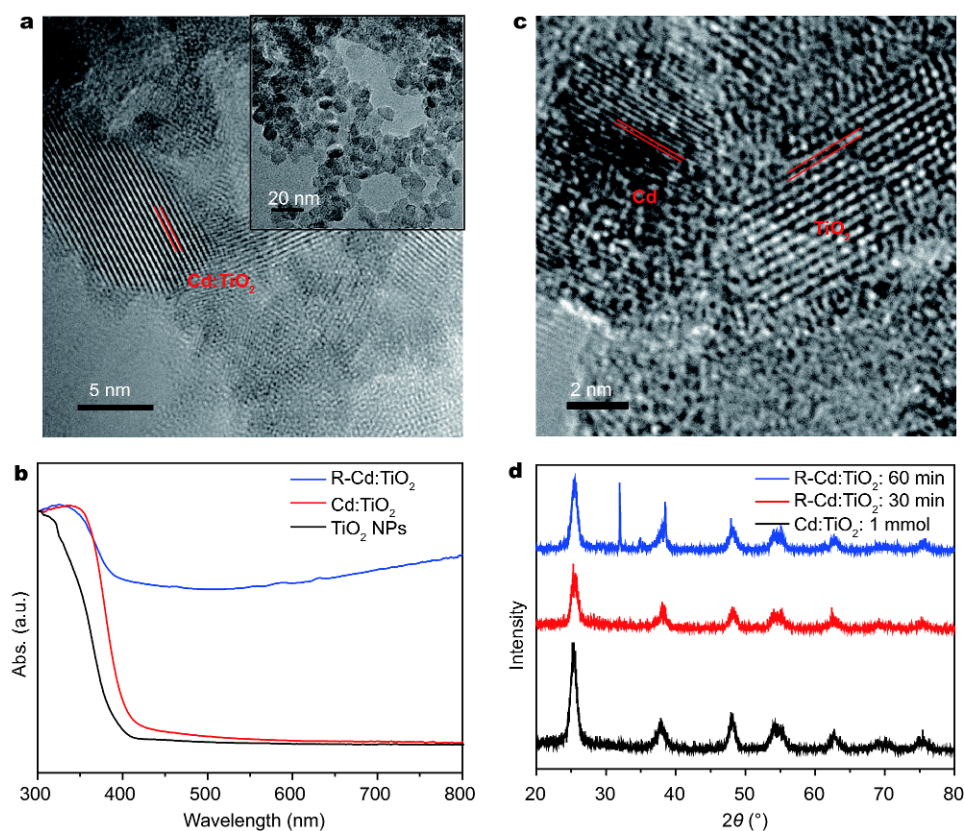 a
20 nm
Cd:TiO₂
5 nm
c
Cd
TiO₂
2 nm
b
R-Cd:TiO₂
Cd:TiO₂
TiO₂ NPs
Abs. (a.u.)
300 400 500 600 700 800
Wavelength (nm)
d
R-Cd:TiO₂: 60 min
R-Cd:TiO₂: 30 min
Cd:TiO₂: 1 mmol
Intensity
20 30 40 50 60 70 80
2θ (°)